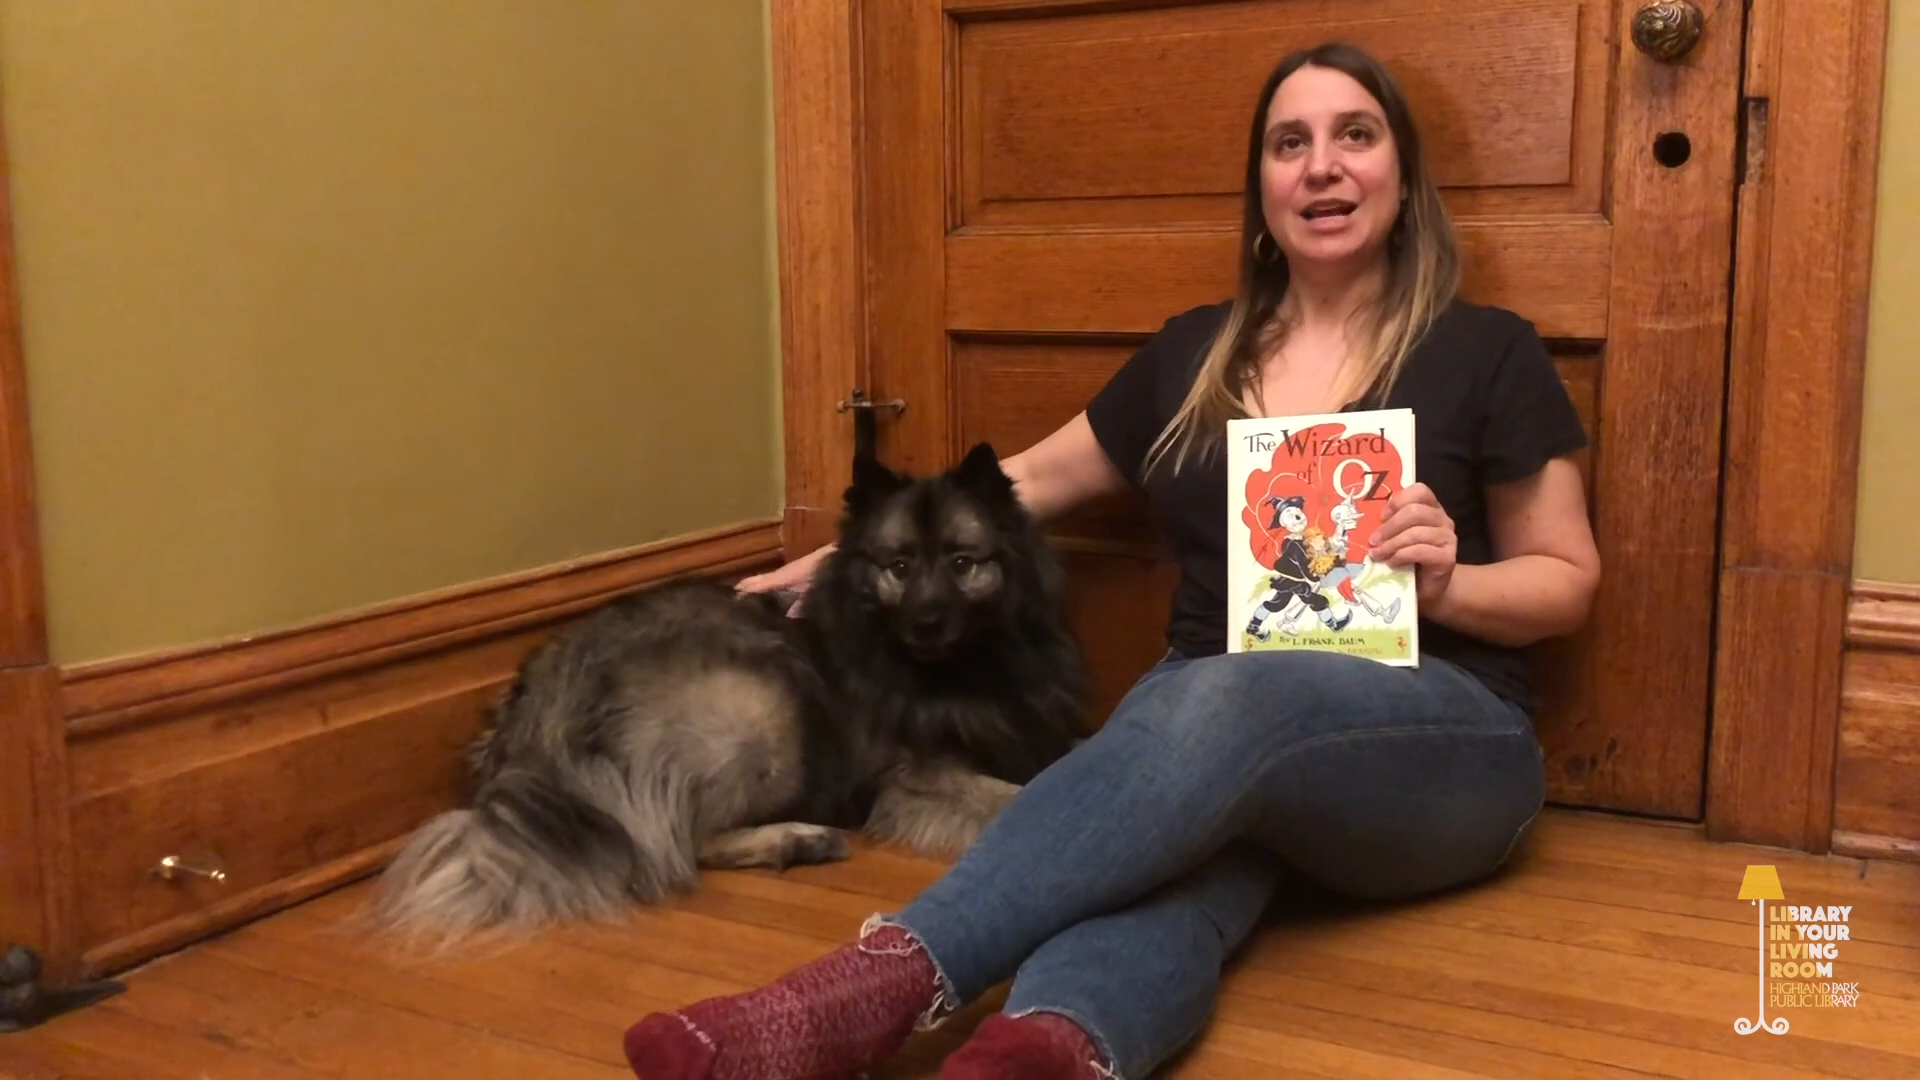 The Wizard
of Oz
By L. FRANK BAUM
LIBRARY
IN YOUR
LIVING
ROOM
HIGHLAND PARK
PUBLIC LIBRARY